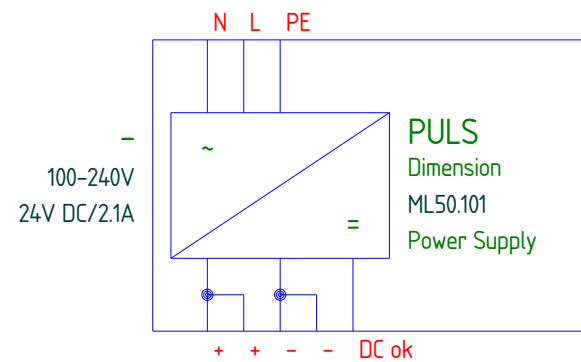 N L PE
–
100-240V
24V DC/2.1A
~
=
PULS
Dimension
ML50.101
Power Supply
+ + – – DC ok